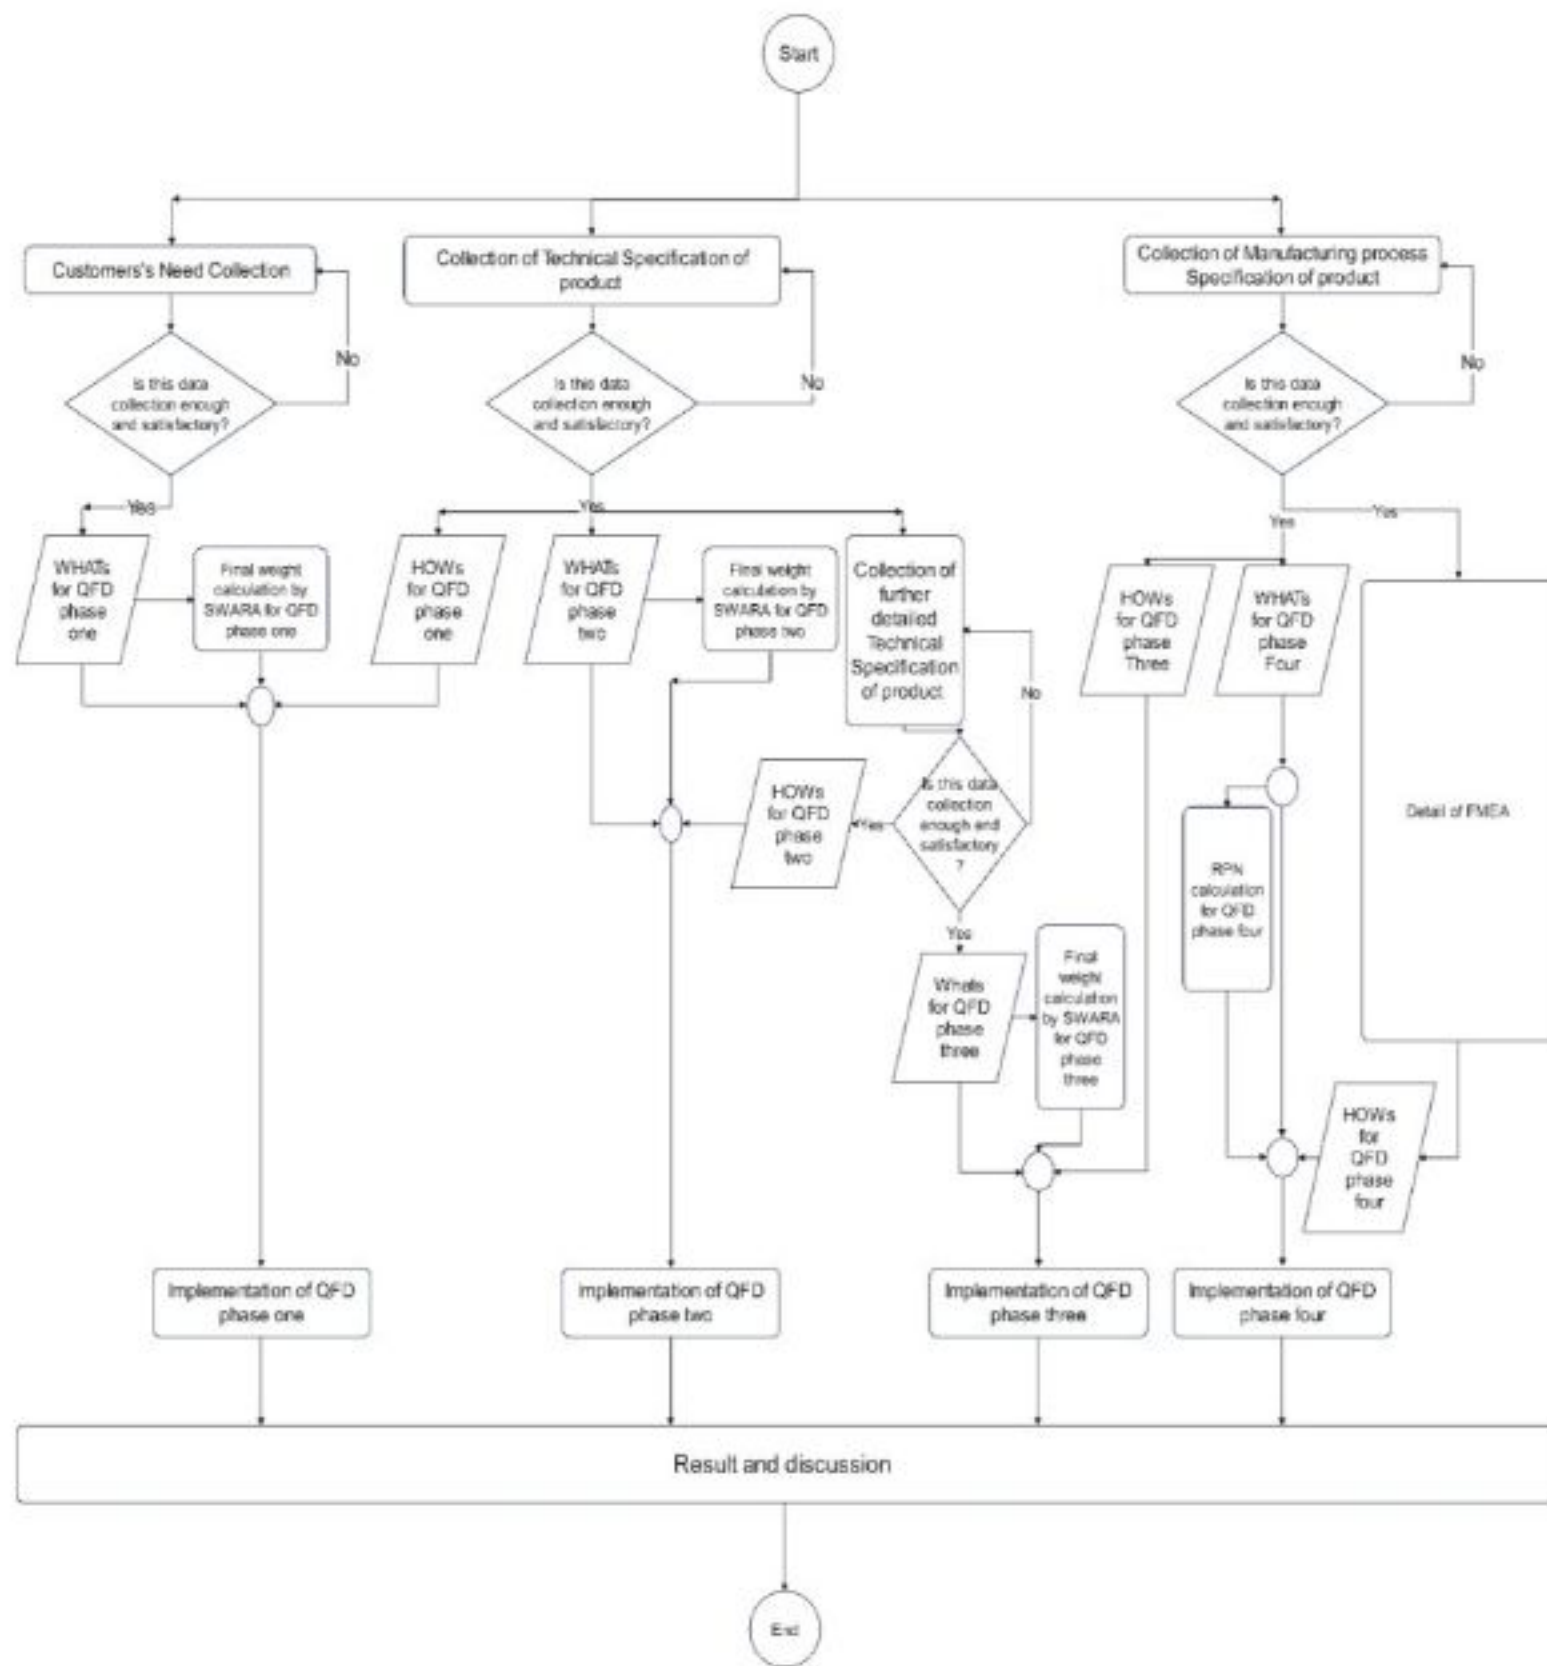 Start
Customers's Need Collection
Collection of Technical Specification of
product
Collection of Manufacturing process
Specification of product
No
No
No
Is this data
collection enough
and satisfactory?
Is this data
collection enough
and satisfactory?
Is this data
collection enough
and satisfactory?
Yes
Yes
Yes
Yes
WHATs
for QFD
phase
one
Final weight
calculation by
SWARA for QFD
phase one
HOWs
for QFD
phase
one
WHATs
for QFD
phase
two
Final weight
calculation by
SWARA for QFD
phase two
Collection of
further
detailed
Technical
Specification
of product
HOWs
for QFD
phase
Three
WHATs
for QFD
phase
Four
No
HOWs
for QFD
phase
two
Yes
Is this data
collection
enough and
satisfactory
?
Detail of FMEA
RPN
calculation
for QFD
phase four
Yes
Whats
for QFD
phase
three
Final
weight
calculation
by SWARA
for QFD
phase
three
HOWs
for
QFD
phase
four
Implementation of QFD
phase one
Implementation of QFD
phase two
Implementation of QFD
phase three
Implementation of QFD
phase four
Result and discussion
End